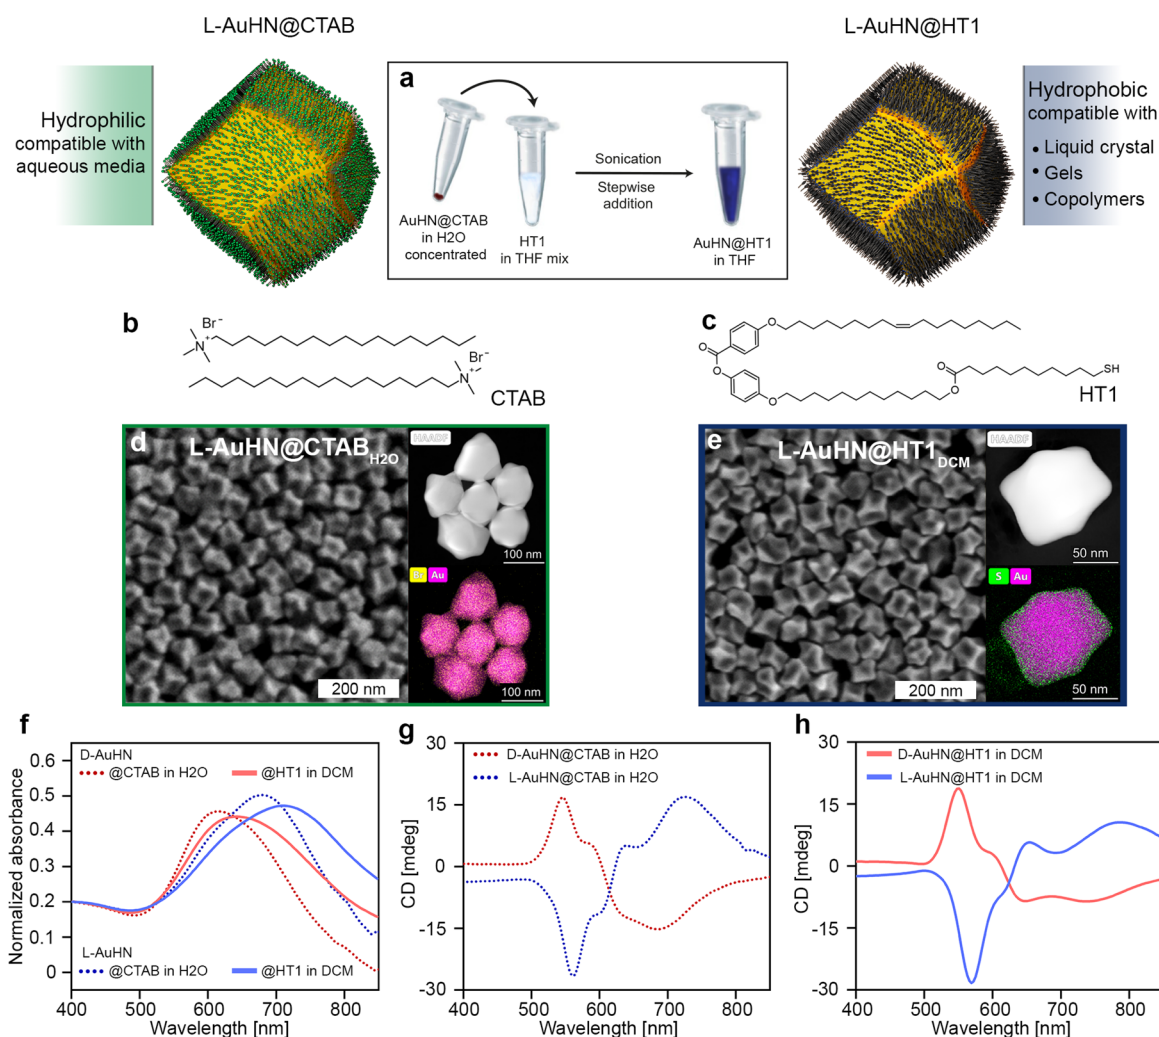 L-AuHN@CTAB
L-AuHN@HT1
Hydrophilic
compatible with
aqueous media
a
AuHN@CTAB
in H2O
concentrated
HT1
in THF mix
Sonication
Stepwise
addition
AuHN@HT1
in THF
Hydrophobic
compatible with
• Liquid crystal
• Gels
• Copolymers
b
Br⁻
N⁺
Br⁻
N⁺
CTAB
c
O
O
O
O
O
O
SH
HT1
d
L-AuHN@CTAB H2O
200 nm
HAADF
100 nm
Br Au
100 nm
e
L-AuHN@HT1 DCM
200 nm
HAADF
50 nm
S Au
50 nm
f
D-AuHN
@CTAB in H2O @HT1 in DCM
L-AuHN
@CTAB in H2O @HT1 in DCM
Normalized absorbance
0.6
0.5
0.4
0.3
0.2
0.1
0
400 500 600 700 800
Wavelength [nm]
g
D-AuHN@CTAB in H2O
L-AuHN@CTAB in H2O
CD [mdeg]
30
15
0
-15
-30
400 500 600 700 800
Wavelength [nm]
h
D-AuHN@HT1 in DCM
L-AuHN@HT1 in DCM
CD [mdeg]
30
15
0
-15
-30
400 500 600 700 800
Wavelength [nm]